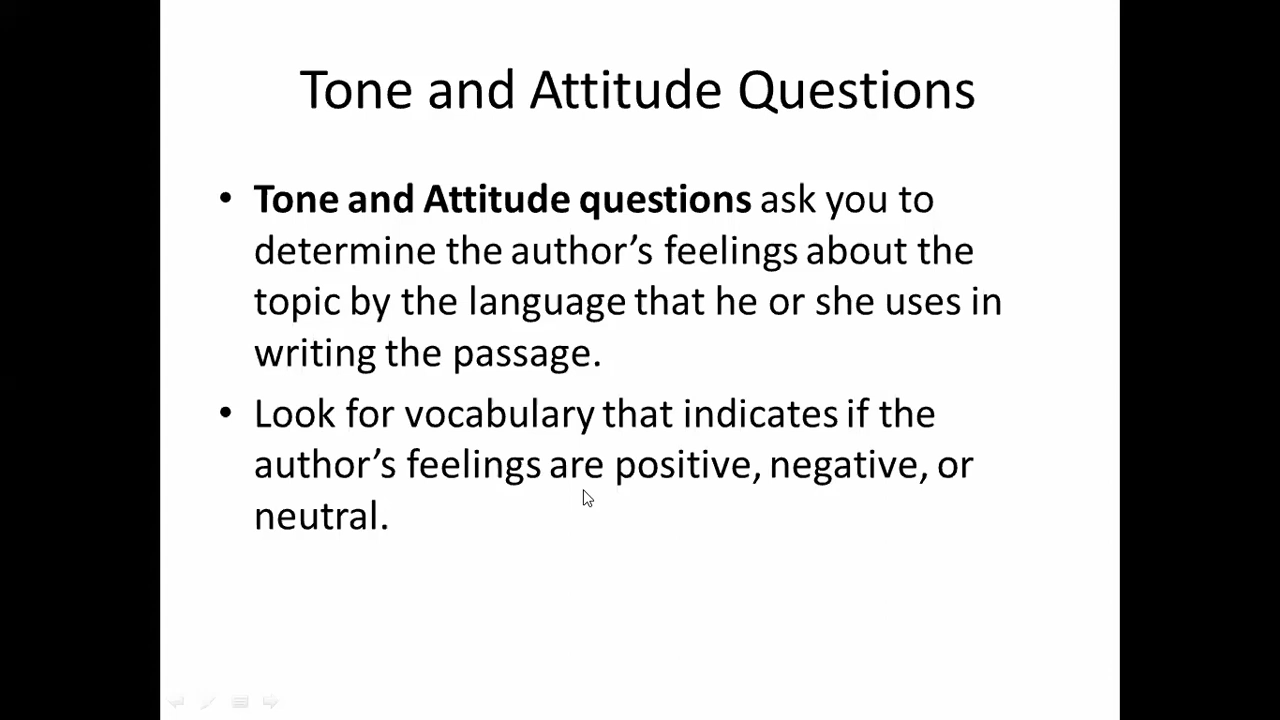 Tone and Attitude Questions
• Tone and Attitude questions ask you to
determine the author’s feelings about the
topic by the language that he or she uses in
writing the passage.
• Look for vocabulary that indicates if the
author’s feelings are positive, negative, or
neutral.